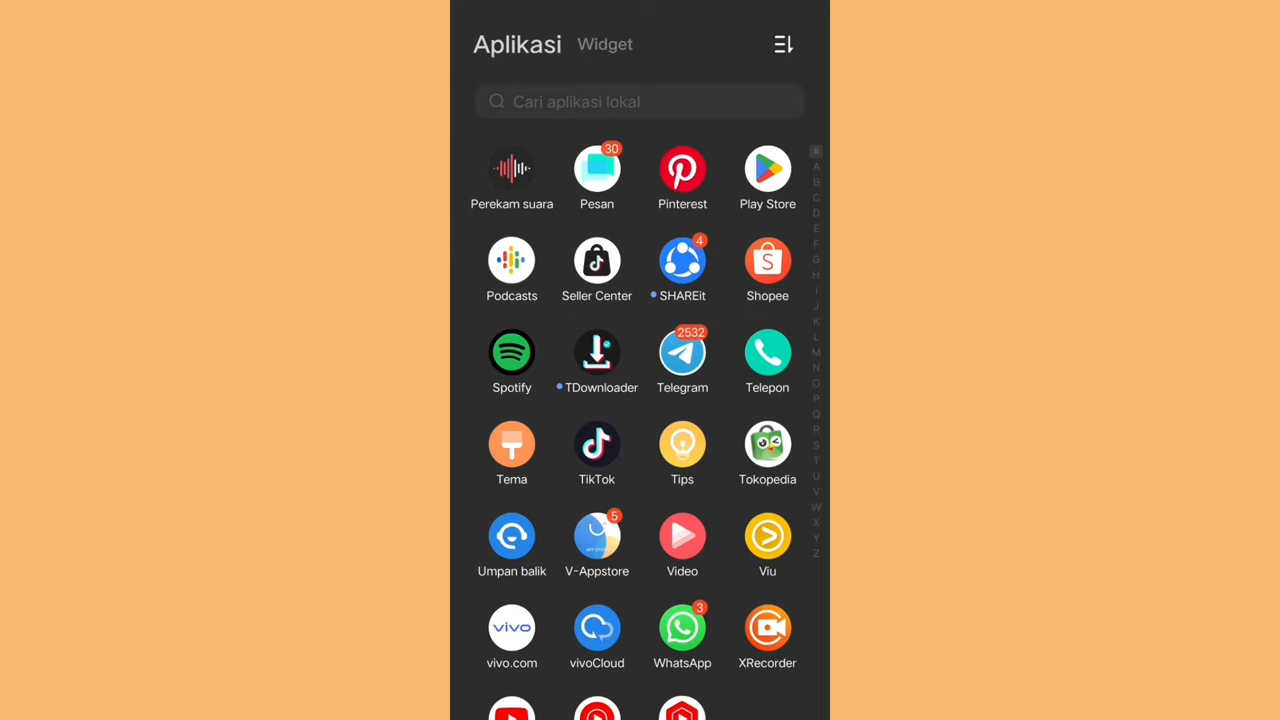 Aplikasi Widget
Cari aplikasi lokal
30
#
A
B
C
D
E
F
G
H
I
J
K
L
M
N
O
P
Q
R
S
T
U
V
W
X
Y
Z
Perekam suara Pesan Pinterest Play Store
4
Podcasts Seller Center SHAREit Shopee
2532
Spotify TDownloader Telegram Telepon
Tema TikTok Tips Tokopedia
5
Umpan balik V-Appstore Video Viu
vivo
3
vivo.com vivoCloud WhatsApp XRecorder